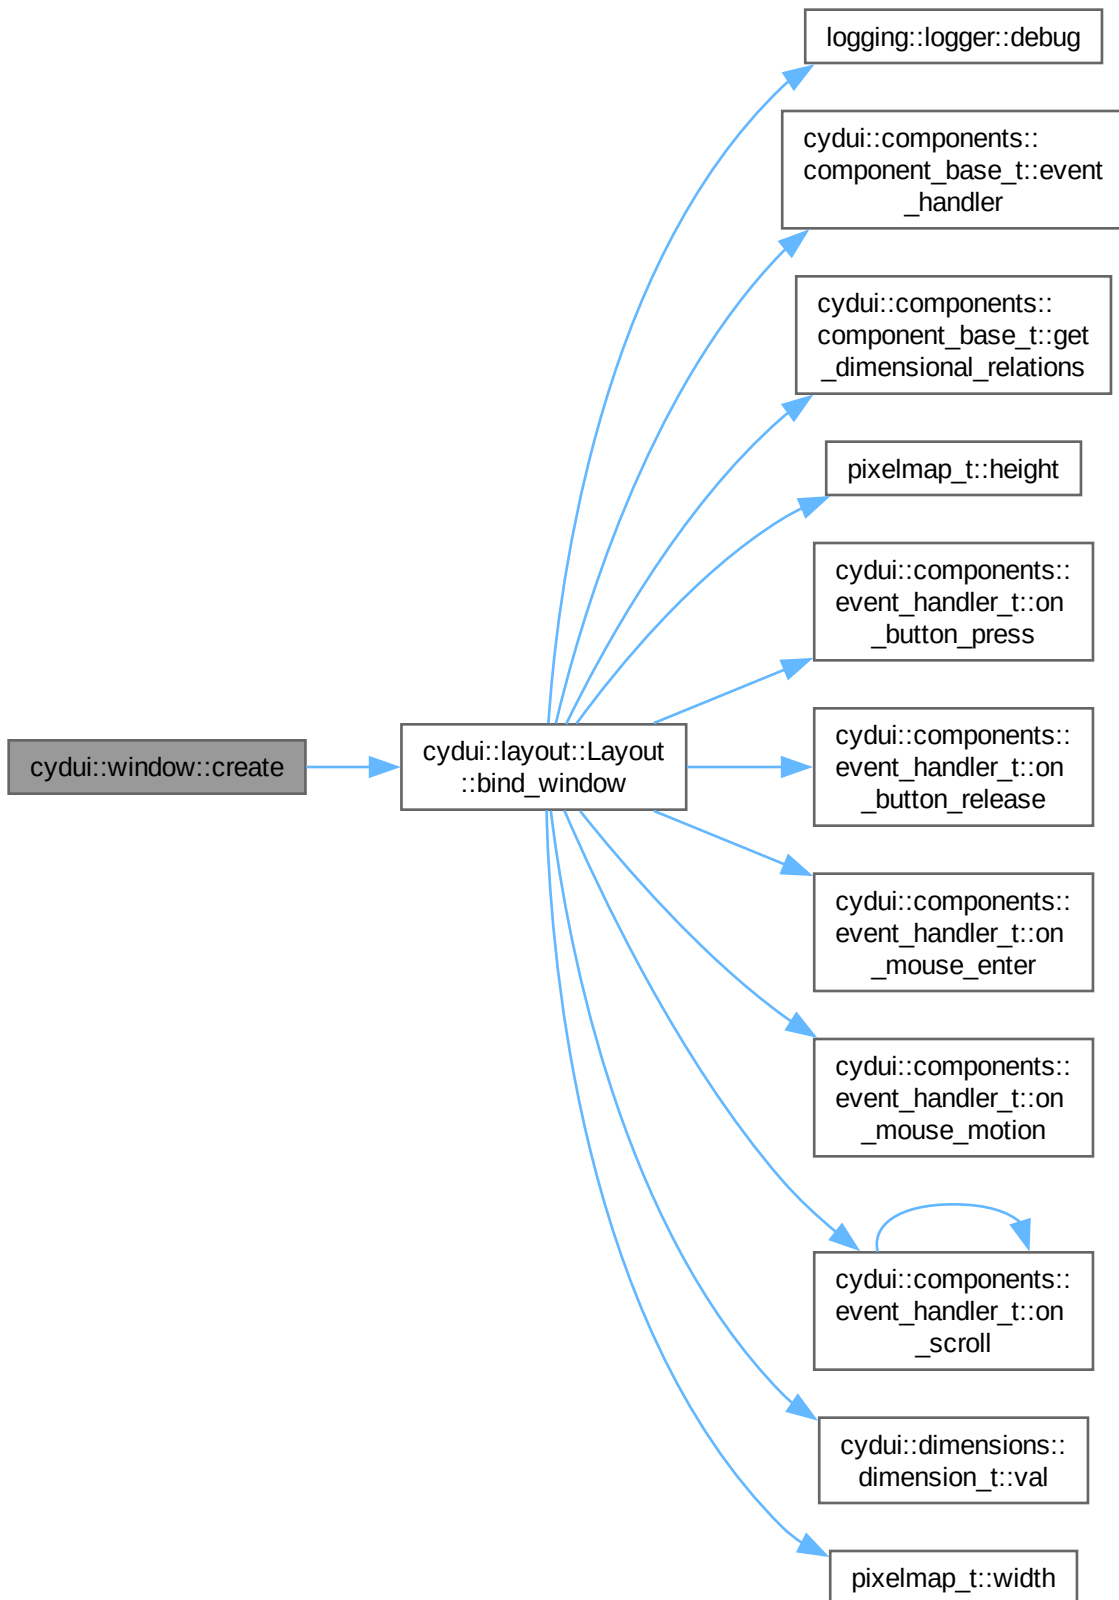 logging::logger::debug
cydui::components::
component_base_t::event
_handler
cydui::components::
component_base_t::get
_dimensional_relations
pixelmap_t::height
cydui::components::
event_handler_t::on
_button_press
cydui::window::create
cydui::layout::Layout
::bind_window
cydui::components::
event_handler_t::on
_button_release
cydui::components::
event_handler_t::on
_mouse_enter
cydui::components::
event_handler_t::on
_mouse_motion
cydui::components::
event_handler_t::on
_scroll
cydui::dimensions::
dimension_t::val
pixelmap_t::width